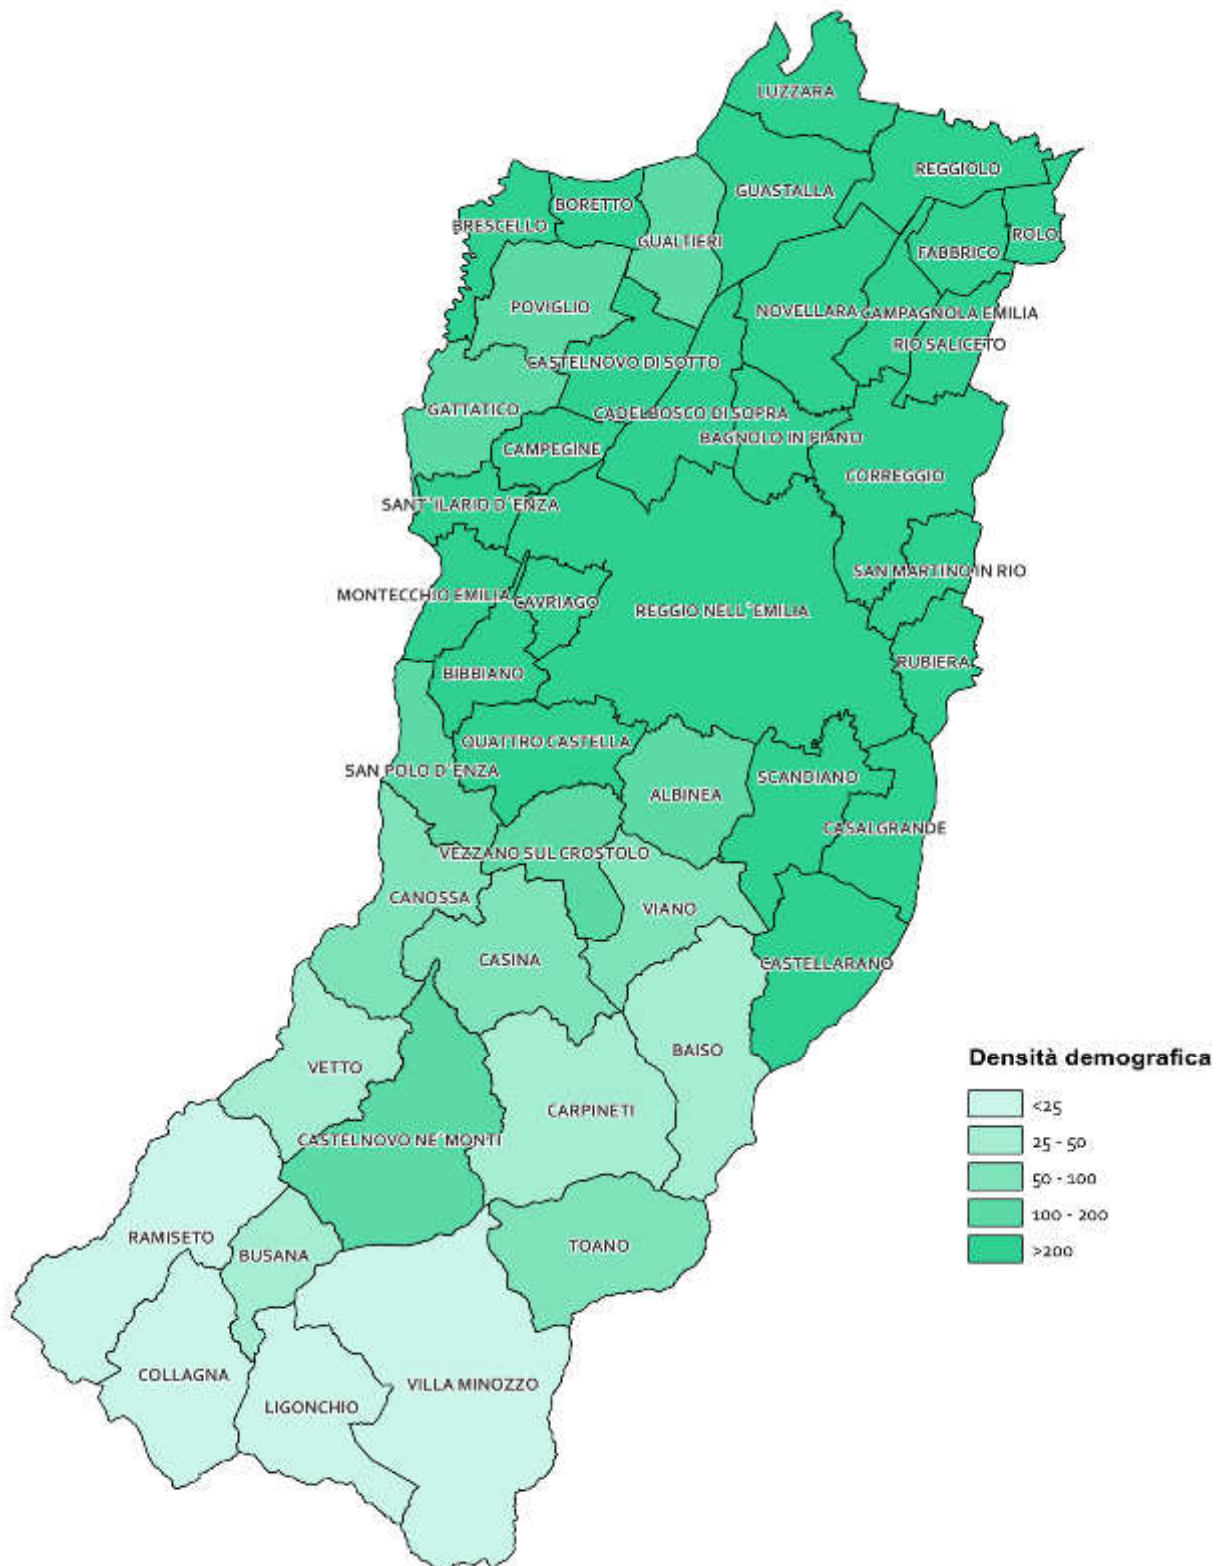 LUZZARA
REGGIOLO
GUASTALLA
BORETTO
BRESCELLO
GUALTIERI
ROLO
FABBRICO
POVIGLIO
NOVELLARA
CAMPAGNOLA EMILIA
RIO SALICETO
CASTELNOVO DI SOTTO
GATTATICO
CADELBOSCO DI SOPRA
BAGNOLO IN PIANO
CAMPEGINE
CORREGGIO
SANT´ILARIO D´ENZA
SAN MARTINO IN RIO
MONTECCHIO EMILIA
CAVRIAGO
REGGIO NELL´EMILIA
RUBIERA
BIBBIANO
QUATTRO CASTELLA
SAN POLO D´ENZA
SCANDIANO
ALBINEA
CASALGRANDE
VEZZANO SUL CROSTOLO
CANOSSA
VIANO
CASINA
CASTELLARANO
BAISO
VETTO
CARPINETI
CASTELNOVO NE´MONTI
RAMISETO
BUSANA
TOANO
COLLAGNA
VILLA MINOZZO
LIGONCHIO
Densità demografica
<25
25 - 50
50 - 100
100 - 200
>200